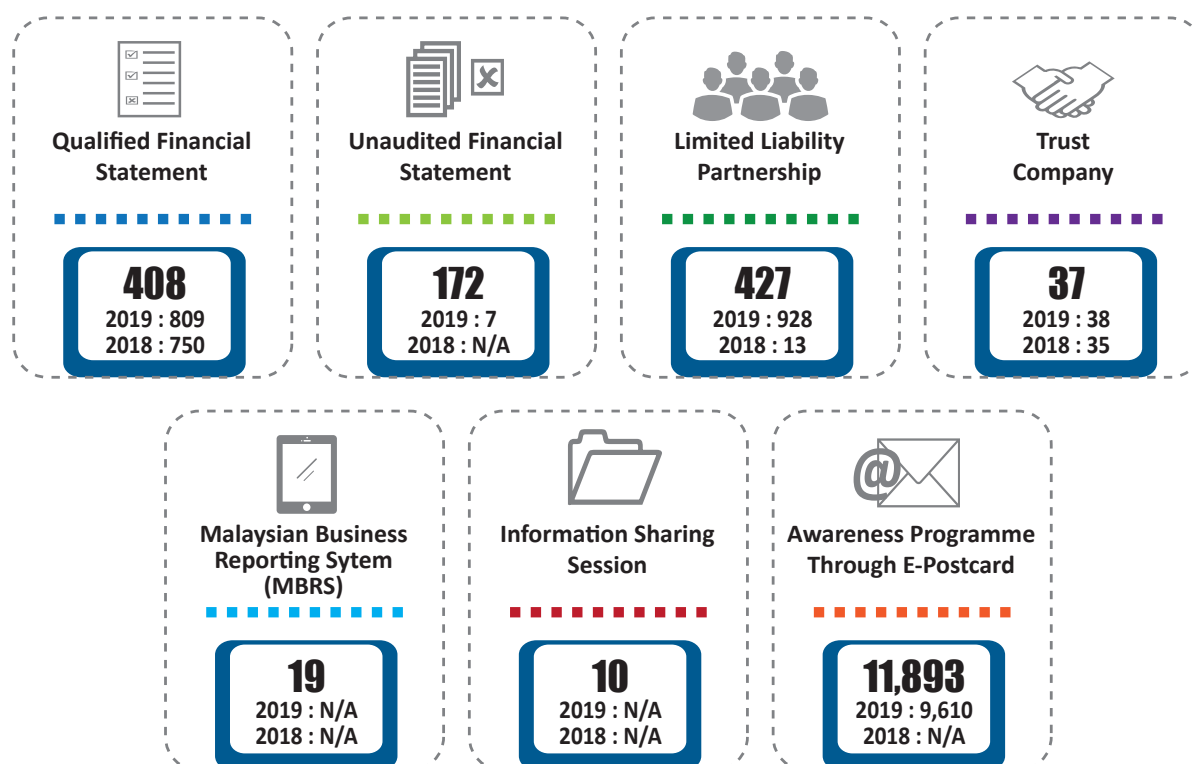 Qualified Financial
Statement
408
2019 : 809
2018 : 750
Unaudited Financial
Statement
172
2019 : 7
2018 : N/A
Limited Liability
Partnership
427
2019 : 928
2018 : 13
Trust
Company
37
2019 : 38
2018 : 35
Malaysian Business
Reporting Sytem
(MBRS)
19
2019 : N/A
2018 : N/A
Information Sharing
Session
10
2019 : N/A
2018 : N/A
@
Awareness Programme
Through E-Postcard
11,893
2019 : 9,610
2018 : N/A